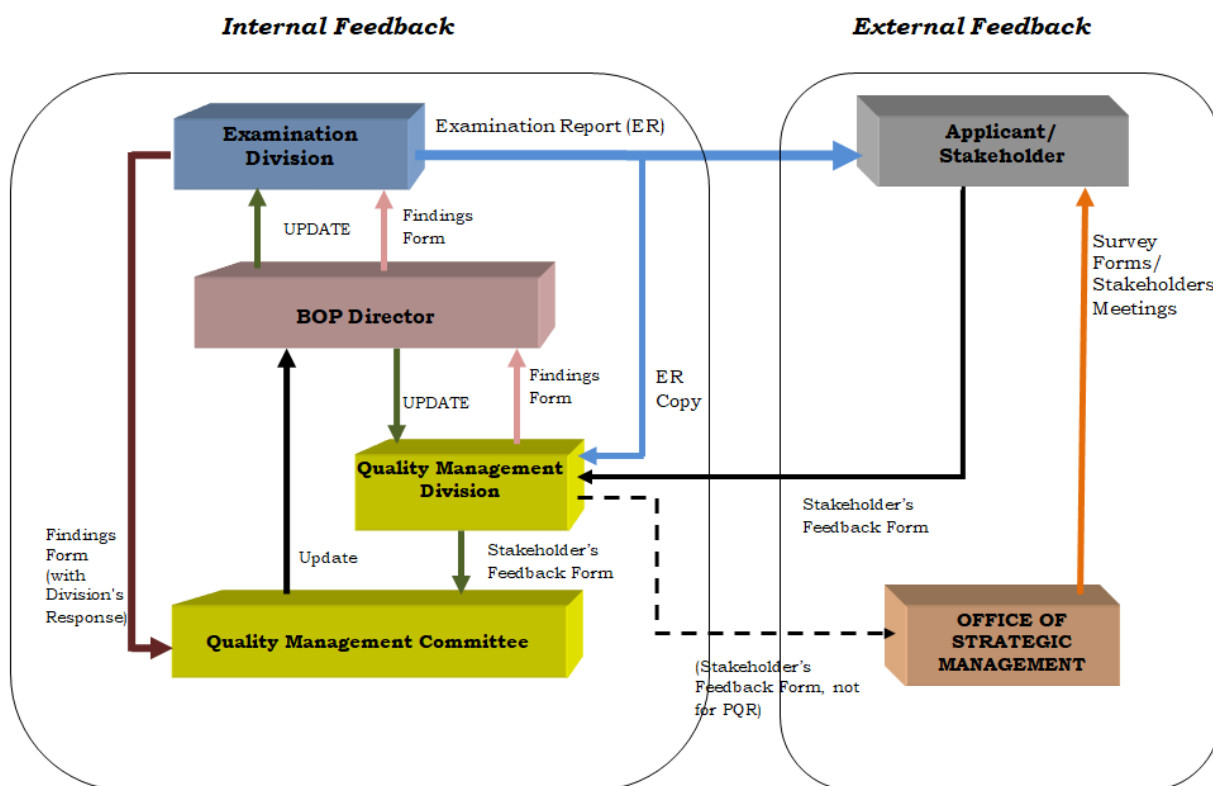 Internal Feedback
External Feedback
Examination
Division
Examination Report (ER)
Applicant/
Stakeholder
UPDATE
Findings
Form
Survey
Forms/
Stakeholders
Meetings
BOP Director
UPDATE
Findings
Form
ER
Copy
Quality Management
Division
Stakeholder's
Feedback Form
Findings
Form
(with
Division's
Response)
Update
Stakeholder's
Feedback Form
Quality Management Committee
OFFICE OF
STRATEGIC
MANAGEMENT
(Stakeholder's
Feedback Form, not
for PQR)